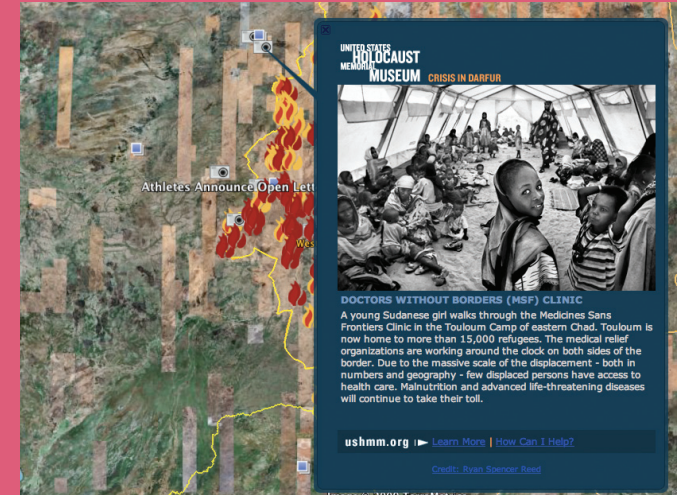 UNITED STATES
HOLOCAUST
MEMORIAL
MUSEUM CRISIS IN DARFUR
Athletes Announce Open Lett
Wes
DOCTORS WITHOUT BORDERS (MSF) CLINIC
A young Sudanese girl walks through the Medicines Sans
Frontiers Clinic in the Touloum Camp of eastern Chad. Touloum is
now home to more than 15,000 refugees. The medical relief
organizations are working around the clock on both sides of the
border. Due to the massive scale of the displacement - both in
numbers and geography - few displaced persons have access to
health care. Malnutrition and advanced life-threatening diseases
will continue to take their toll.
ushmm.org Learn More | How Can I Help?
Credit: Ryan Spencer Reed